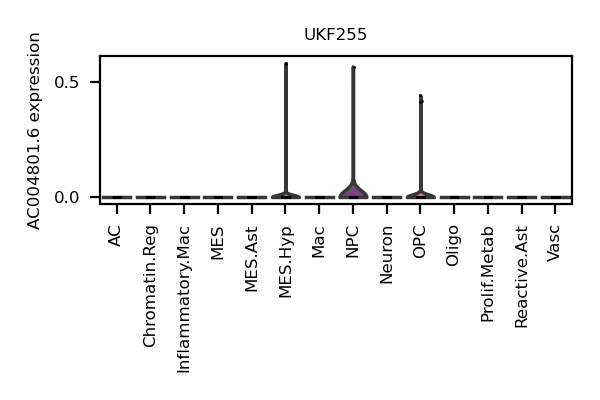 UKF255
AC004801.6 expression
0.5
0.0
AC
Chromatin.Reg
Inflammatory.Mac
MES
MES.Ast
MES.Hyp
Mac
NPC
Neuron
OPC
Oligo
Prolif.Metab
Reactive.Ast
Vasc